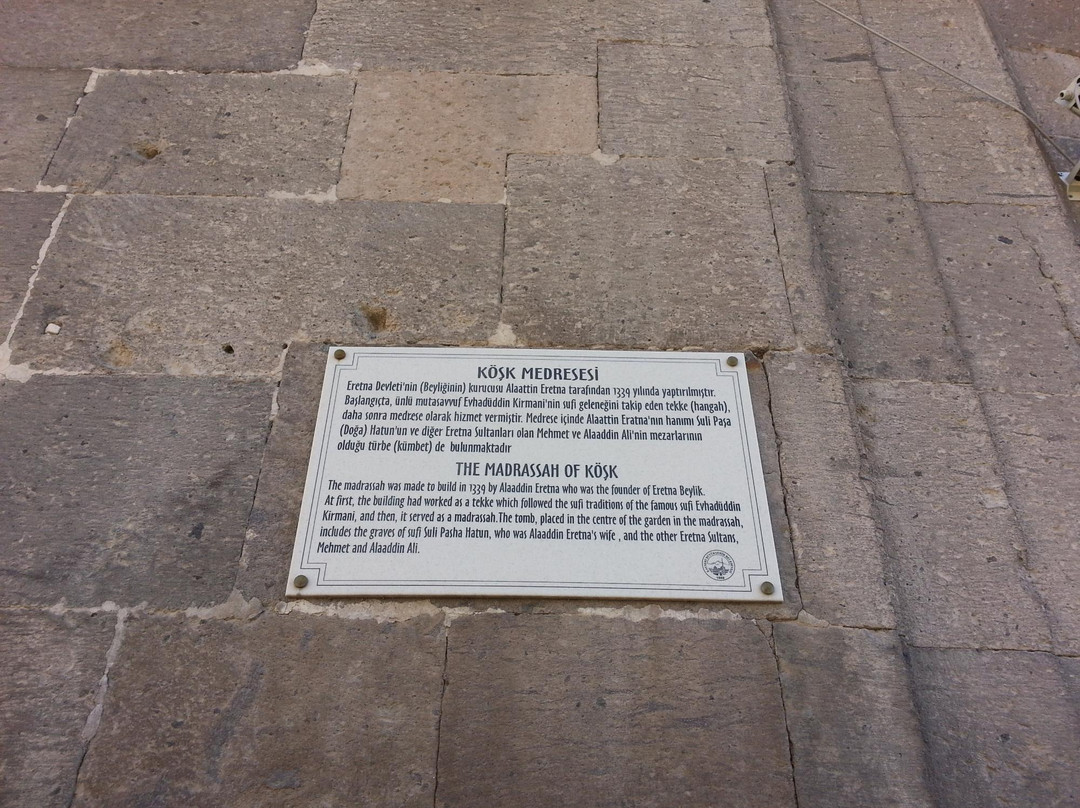 KÖŞK MEDRESESİ
Eretna Devleti'nin (Beyliğinin) kurucusu Alaattin Eretna tarafından 1339 yılında yaptırılmıştır.
Başlangıçta, ünlü mutasavvuf Evhadüddin Kirmani'nin sufi geleneğini takip eden tekke (hangah),
daha sonra medrese olarak hizmet vermiştir. Medrese içinde Alaattin Eratna'nın hanımı Suli Paşa
(Doğa) Hatun'un ve diğer Eretna Sultanları olan Mehmet ve Alaaddin Ali'nin mezarlarının
olduğu türbe (kümbet) de bulunmaktadır
THE MADRASSAH OF KÖŞK
The madrassah was made to build in 1339 by Alaaddin Eretna who was the founder of Eretna Beylik.
At first, the building had worked as a tekke which followed the sufi traditions of the famous sufi Evhadüddin
Kirmani, and then, it served as a madrassah.The tomb, placed in the centre of the garden in the madrassah,
includes the graves of sufi Suli Pasha Hatun, who was Alaaddin Eretna's wife , and the other Eretna Sultans,
Mehmet and Alaaddin Ali.